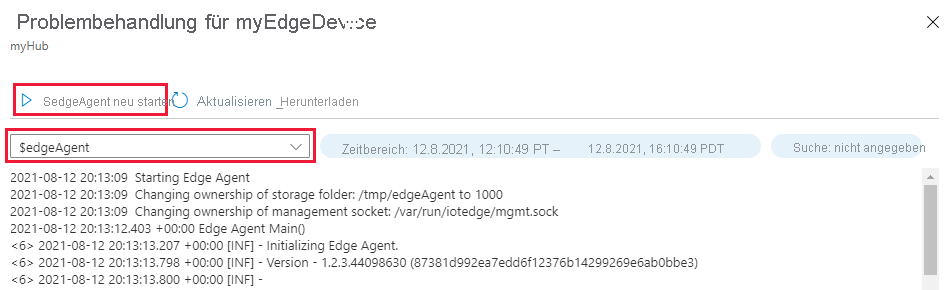 Problembehandlung für myEdgeDevice
myHub
SedgeAgent neu starten Aktualisieren _Herunterladen
$edgeAgent Zeitbereich: 12.8.2021, 12:10:49 PT – 12.8.2021, 16:10:49 PDT Suche: nicht angegeben
2021-08-12 20:13:09 Starting Edge Agent
2021-08-12 20:13:09 Changing ownership of storage folder: /tmp/edgeAgent to 1000
2021-08-12 20:13:09 Changing ownership of management socket: /var/run/iotedge/mgmt.sock
2021-08-12 20:13:12.403 +00:00 Edge Agent Main()
<6> 2021-08-12 20:13:13.207 +00:00 [INF] - Initializing Edge Agent.
<6> 2021-08-12 20:13:13.798 +00:00 [INF] - Version - 1.2.3.44098630 (87381d992ea7edd6f12376b14299269e6ab0bbe3)
<6> 2021-08-12 20:13:13.800 +00:00 [INF] -